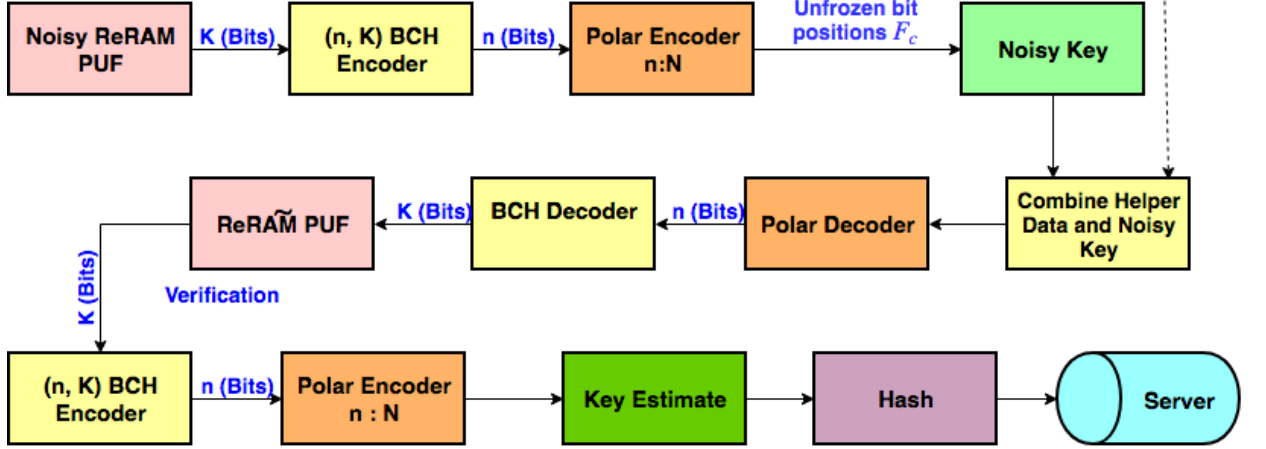 Noisy ReRAM
PUF
K (Bits)
(n, K) BCH
Encoder
n (Bits)
Polar Encoder
n:N
Unfrozen bit
positions F_c
Noisy Key
ReRAM̃ PUF
K (Bits)
BCH Decoder
n (Bits)
Polar Decoder
Combine Helper
Data and Noisy
Key
K (Bits)
Verification
(n, K) BCH
Encoder
n (Bits)
Polar Encoder
n : N
Key Estimate
Hash
Server